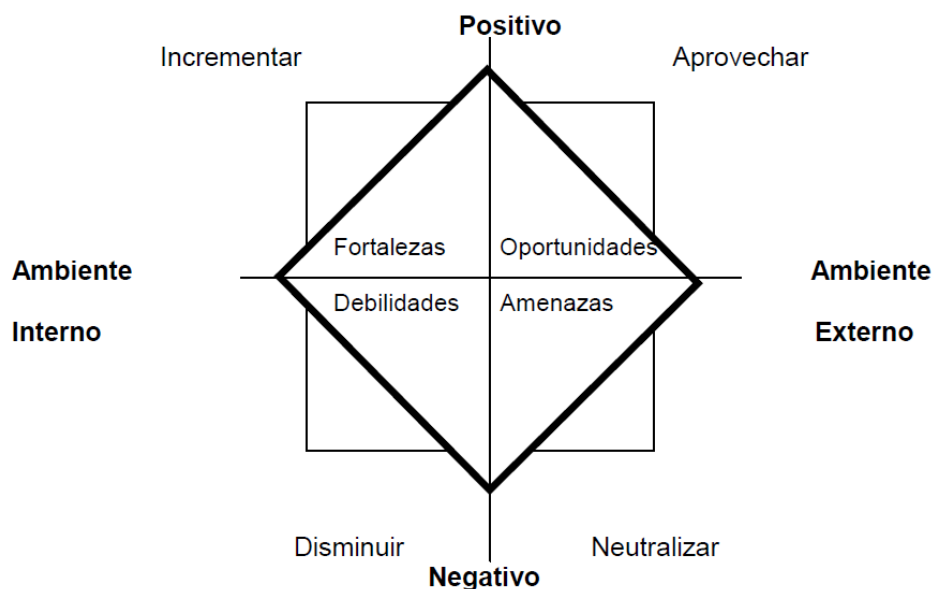 Positivo
Incrementar
Aprovechar
Fortalezas
Oportunidades
Ambiente
Interno
Ambiente
Externo
Debilidades
Amenazas
Disminuir
Neutralizar
Negativo